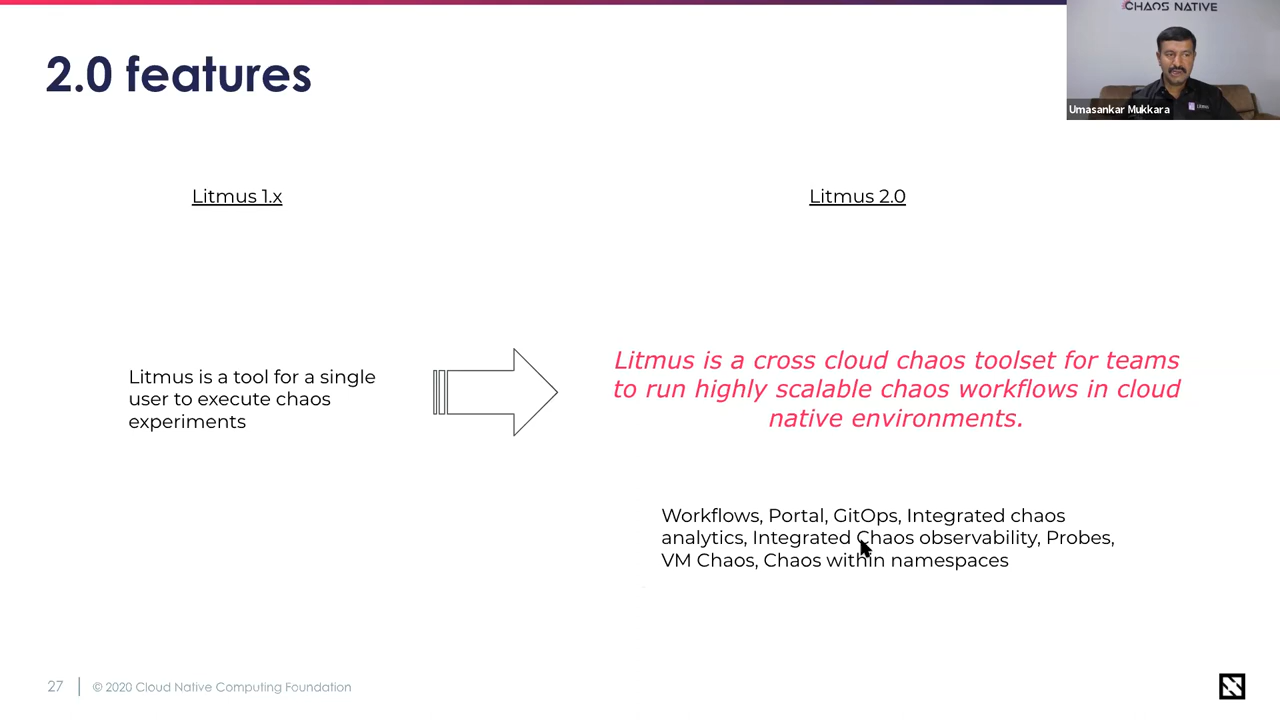 2.0 features
CHAOS NATIVE
Litmus
Umasankar Mukkara
Litmus 1.x
Litmus 2.0
Litmus is a tool for a single
user to execute chaos
experiments
Litmus is a cross cloud chaos toolset for teams
to run highly scalable chaos workflows in cloud
native environments.
Workflows, Portal, GitOps, Integrated chaos
analytics, Integrated Chaos observability, Probes,
VM Chaos, Chaos within namespaces
27
© 2020 Cloud Native Computing Foundation